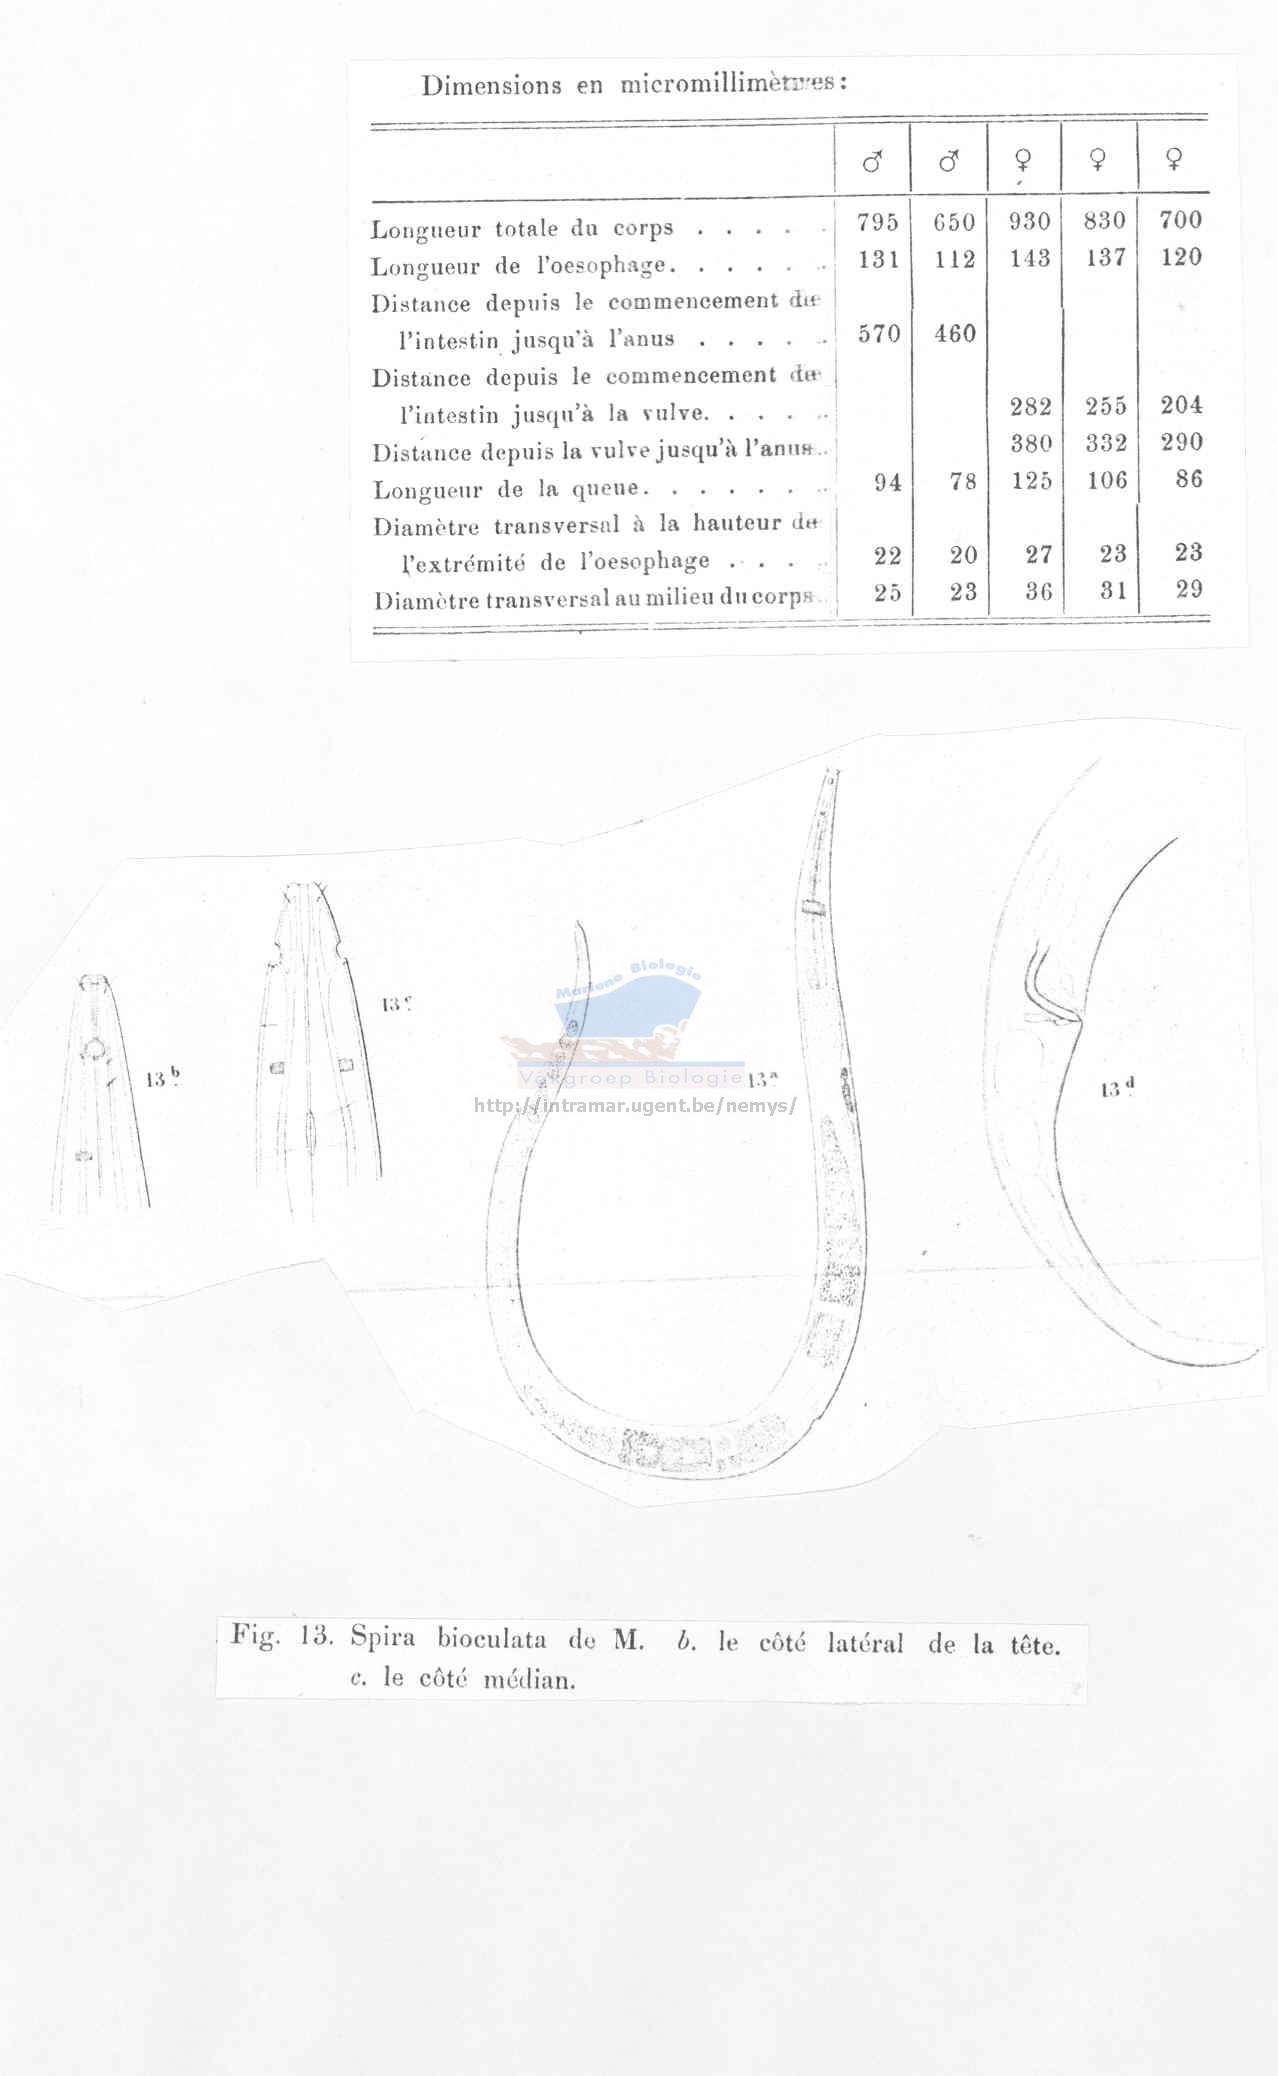 Dimensions en micromillimètres:
♂ ♂ ♀ ♀ ♀
Longueur totale du corps . . . . . 795 650 930 830 700
Longueur de l'oesophage. . . . . . 131 112 143 137 120
Distance depuis le commencement de
l'intestin jusqu'à l'anus . . . . . 570 460
Distance depuis le commencement de
l'intestin jusqu'à la vulve. . . . . 282 255 204
Distance depuis la vulve jusqu'à l'anus.. 380 332 290
Longueur de la queue. . . . . . . . 94 78 125 106 86
Diamètre transversal à la hauteur de
l'extrémité de l'oesophage . . . . 22 20 27 23 23
Diamètre transversal au milieu du corps.. 25 23 36 31 29
Mariene Biologie
13c.
13b.
Vakgroep Biologie
13a.
13d
http://intramar.ugent.be/nemys/
Fig. 13. Spira bioculata de M. b. le côté latéral de la tête.
c. le côté médian.